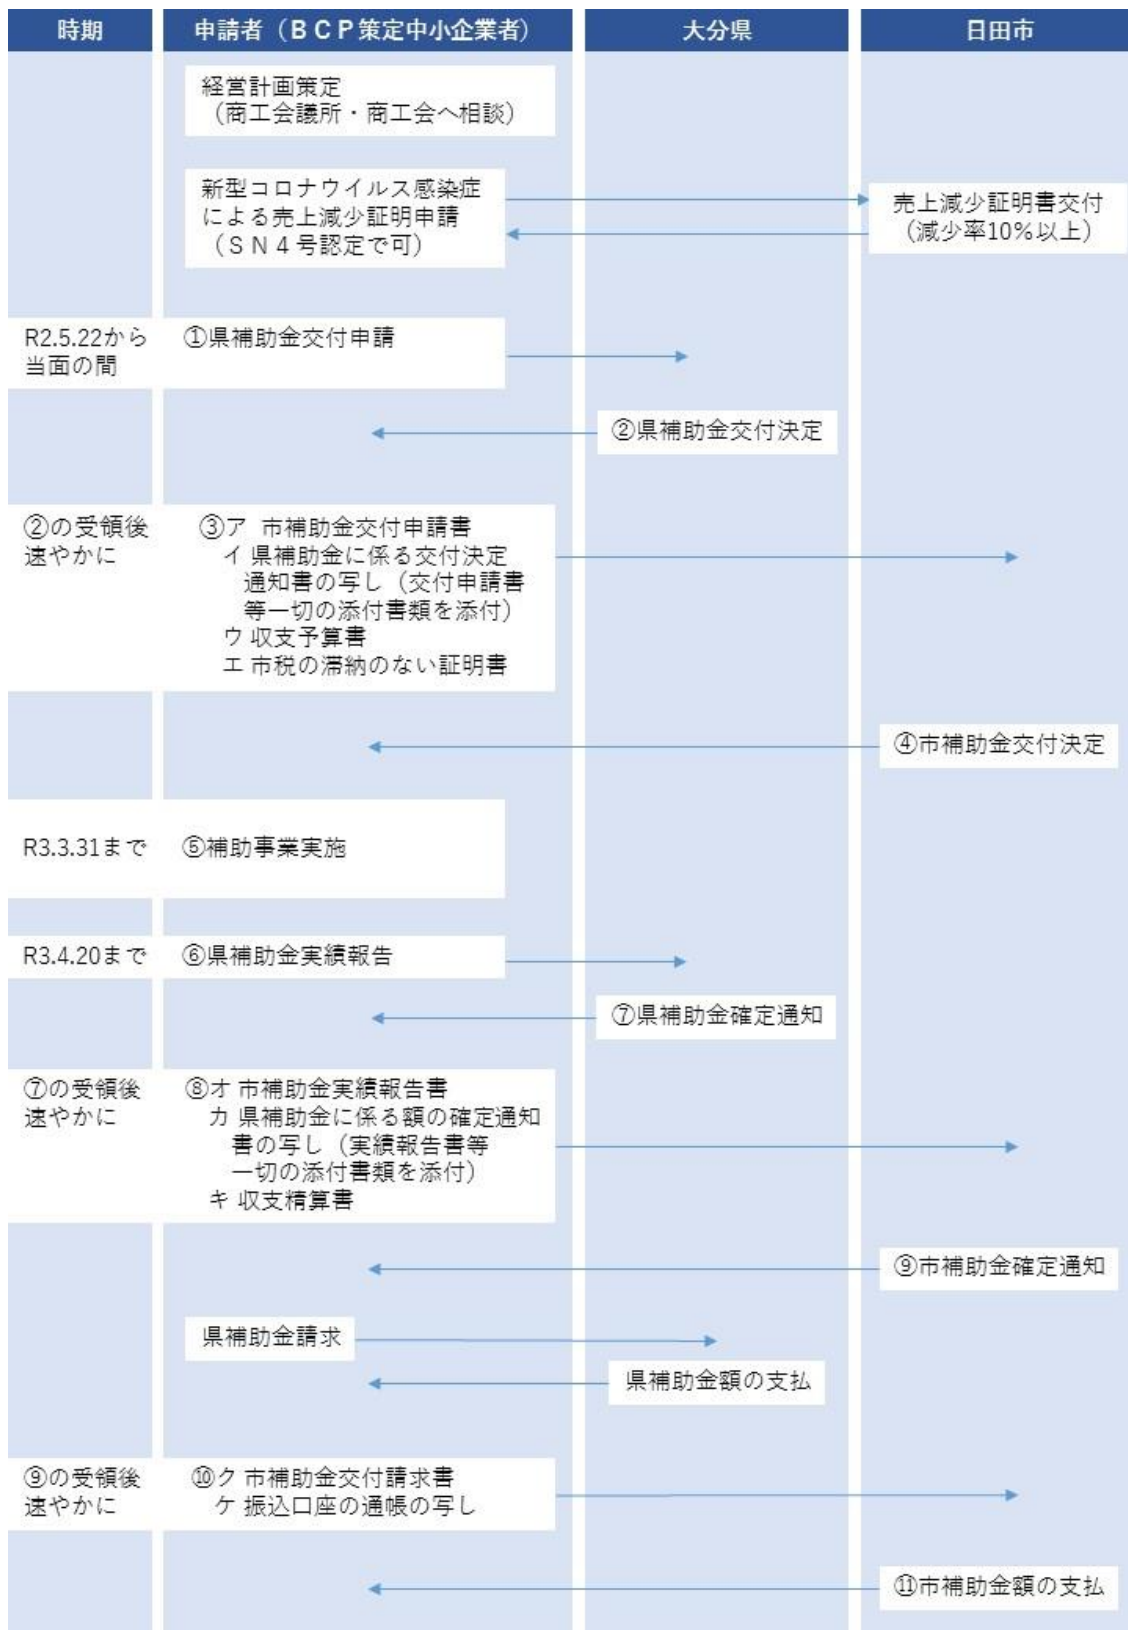 時期
申請者（ＢＣＰ策定中小企業者）
大分県
日田市
経営計画策定
（商工会議所・商工会へ相談）
新型コロナウイルス感染症
による売上減少証明申請
（ＳＮ４号認定で可）
売上減少証明書交付
（減少率10％以上）
R2.5.22から
当面の間
①県補助金交付申請
②県補助金交付決定
②の受領後
速やかに
③ア 市補助金交付申請書
イ 県補助金に係る交付決定
通知書の写し（交付申請書
等一切の添付書類を添付）
ウ 収支予算書
エ 市税の滞納のない証明書
④市補助金交付決定
R3.3.31まで
⑤補助事業実施
R3.4.20まで
⑥県補助金実績報告
⑦県補助金確定通知
⑦の受領後
速やかに
⑧オ 市補助金実績報告書
カ 県補助金に係る額の確定通知
書の写し（実績報告書等
一切の添付書類を添付）
キ 収支精算書
⑨市補助金確定通知
県補助金請求
県補助金額の支払
⑨の受領後
速やかに
⑩ク 市補助金交付請求書
ケ 振込口座の通帳の写し
⑪市補助金額の支払